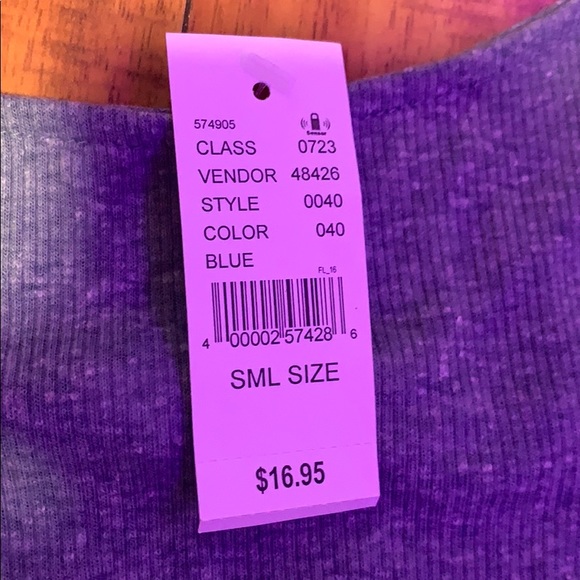 574905
Sensor
CLASS 0723
VENDOR 48426
STYLE 0040
COLOR 040
BLUE
FL_16
4 00002 57428 6
SML SIZE
$16.95